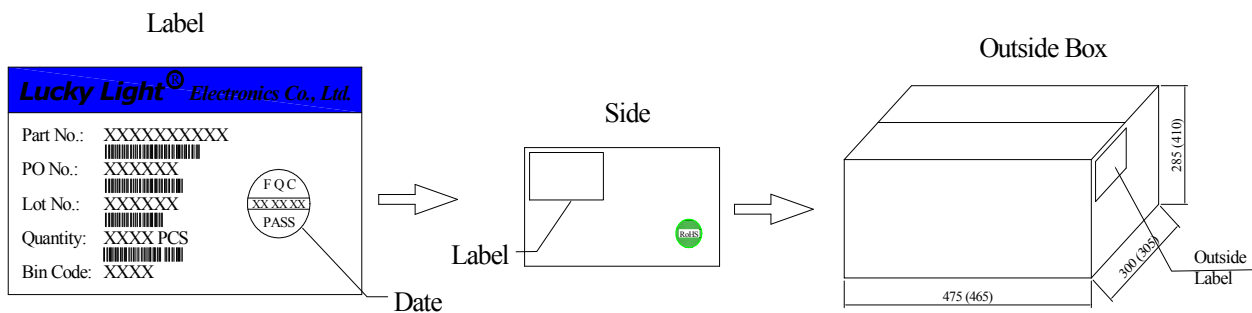 Label
Lucky Light® Electronics Co., Ltd.
Part No.: XXXXXXXXXX
PO No.: XXXXXX
Lot No.: XXXXXX
Quantity: XXXX PCS
Bin Code: XXXX
FQC
XX XX XX
PASS
Date
Side
RoHS
Label
Outside Box
285 (410)
300 (305)
475 (465)
Outside
Label